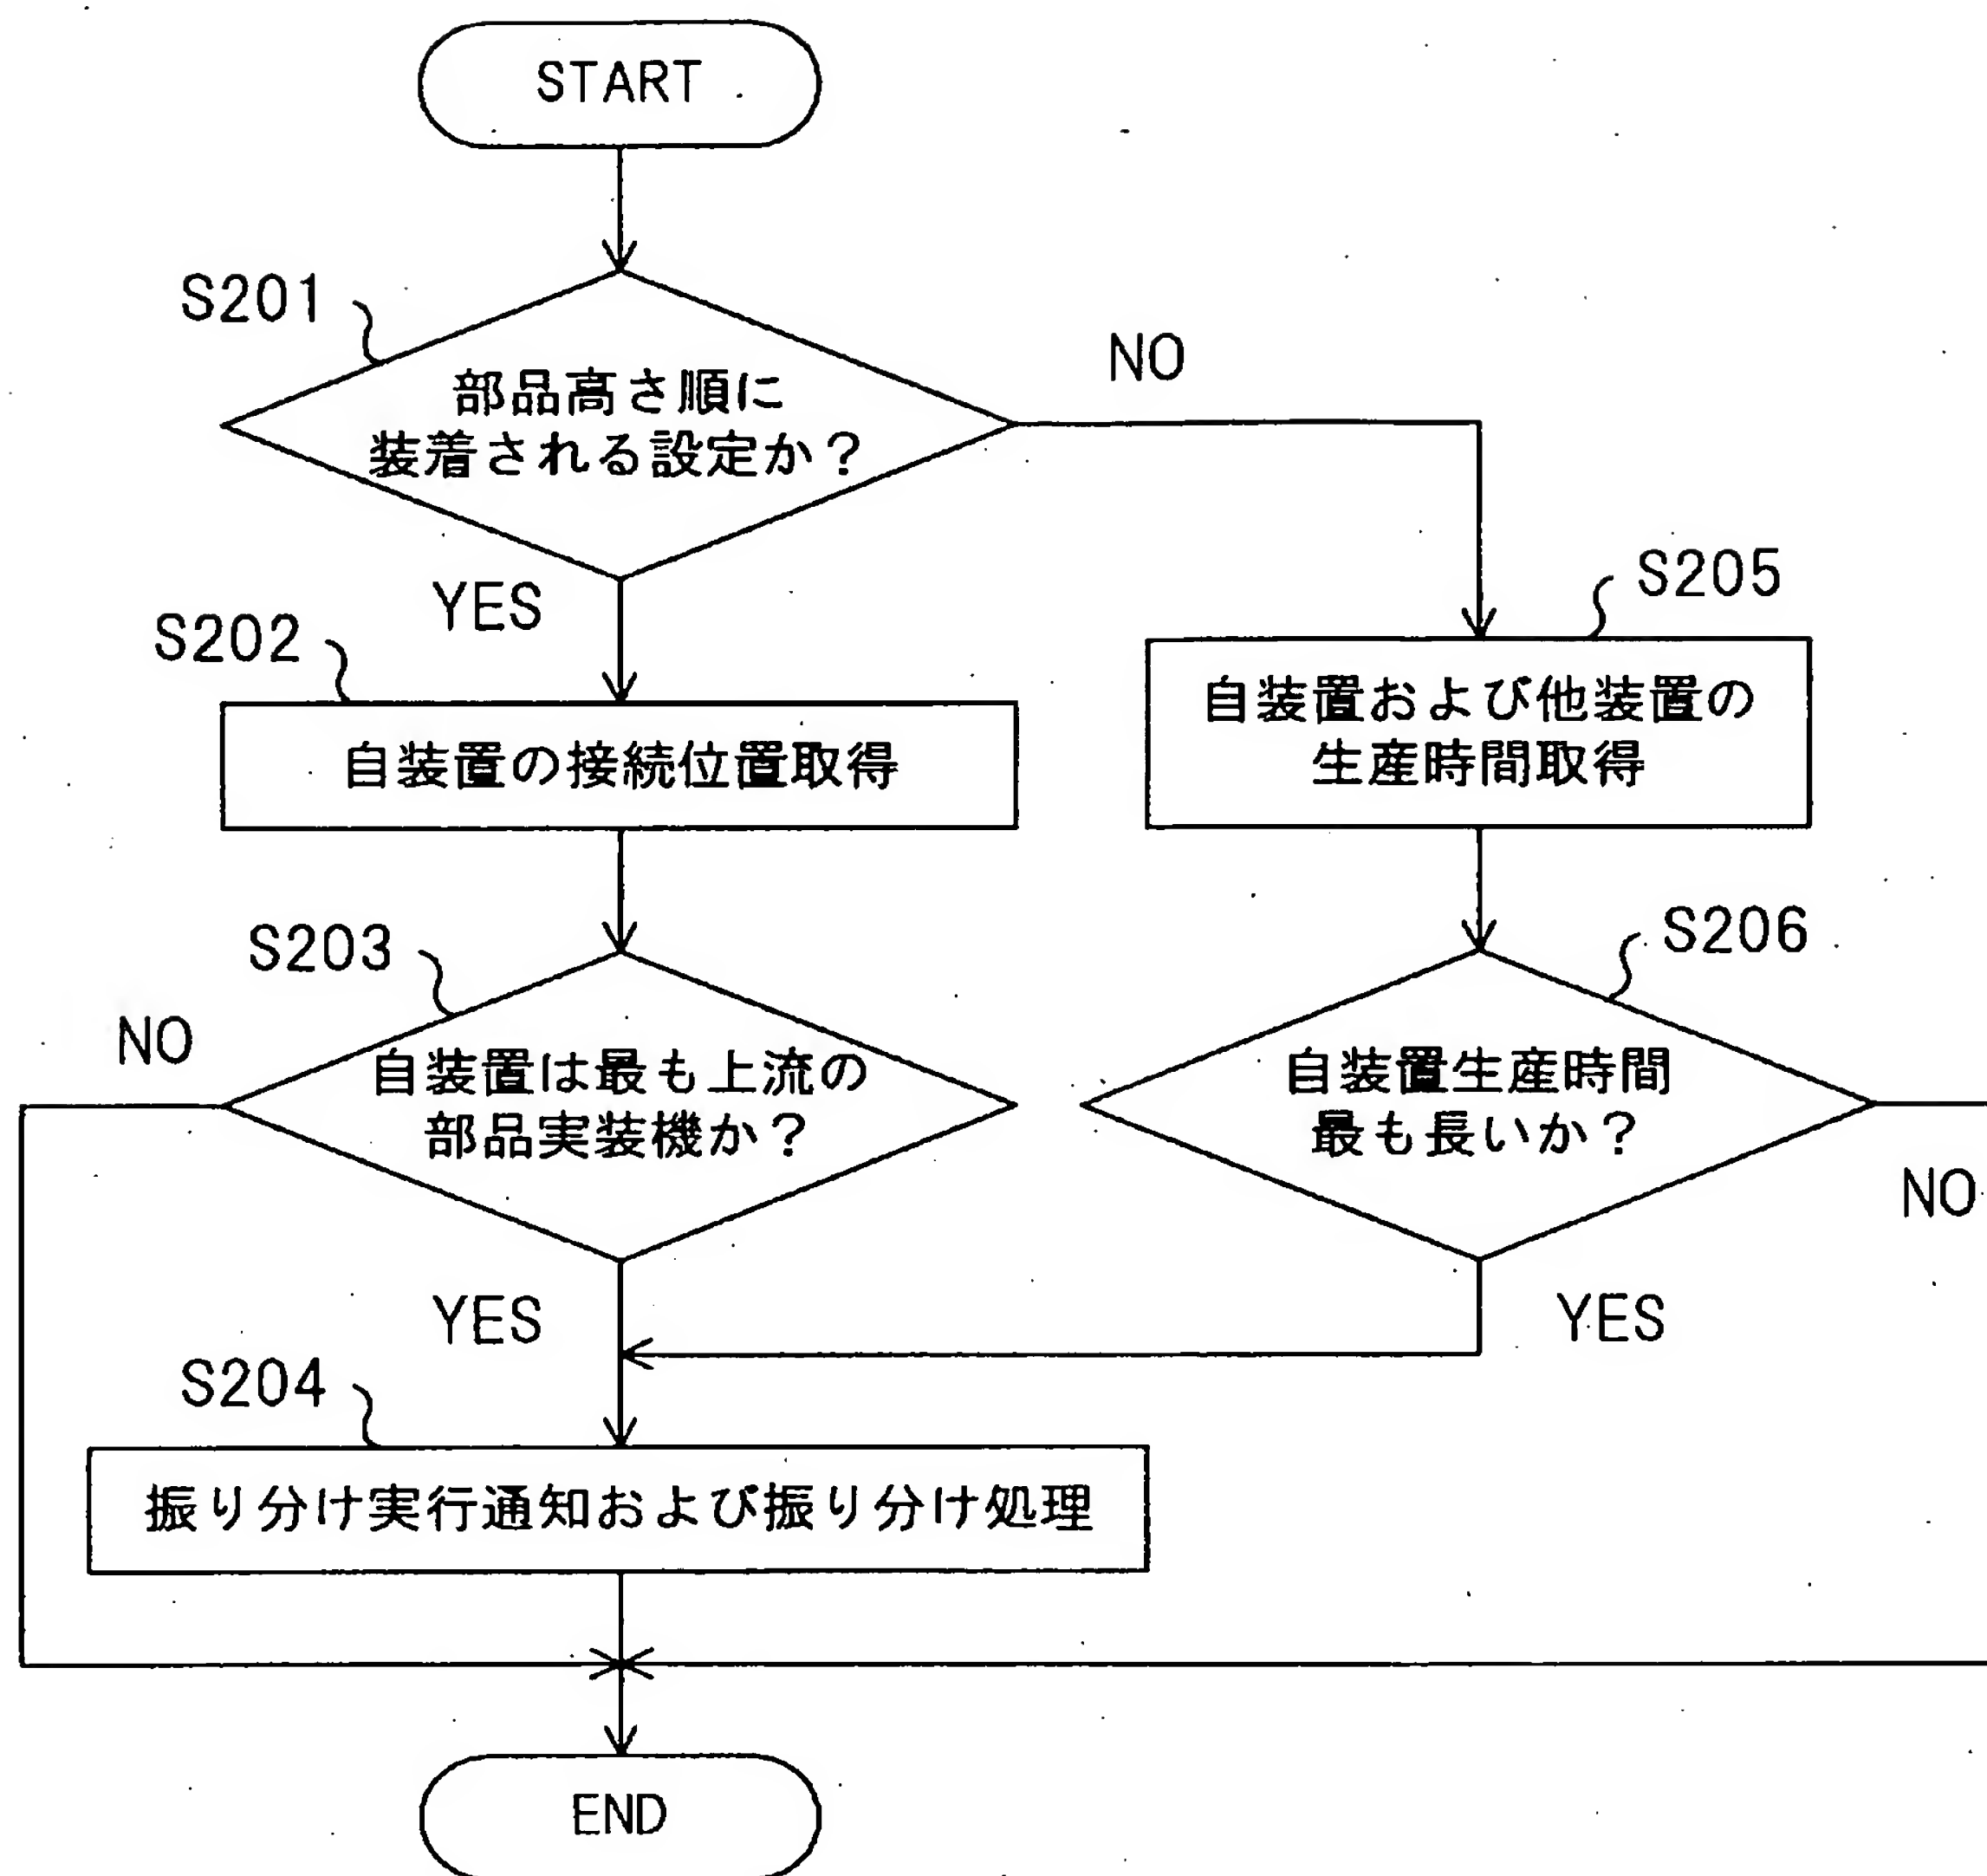 START
S201
部品高さ順に
装着される設定か?
NO
YES
S202
自装置の接続位置取得
S205
自装置および他装置の
生産時間取得
S203
NO
自装置は最も上流の
部品実装機か?
YES
S206
自装置生産時間
最も長いか?
NO
YES
S204
振り分け実行通知および振り分け処理
END